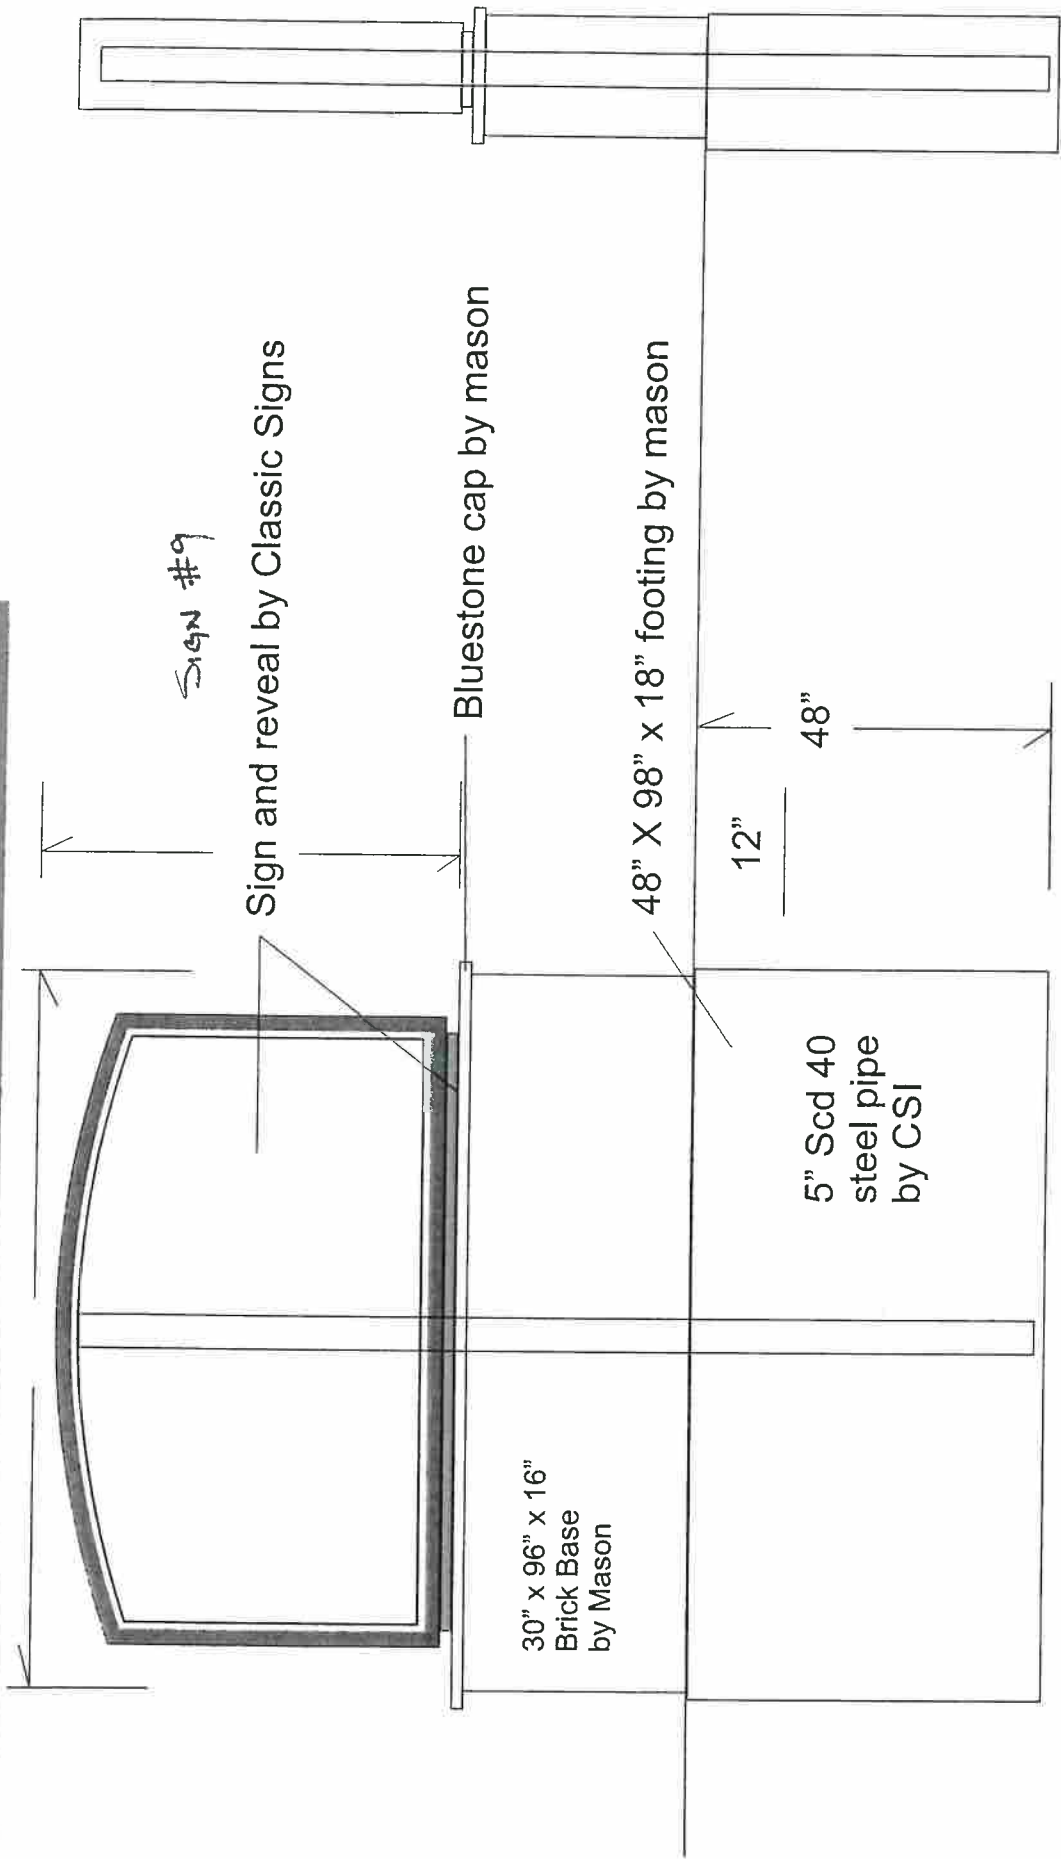 Sign #9
Sign and reveal by Classic Signs
Bluestone cap by mason
48” X 98” x 18” footing by mason
12”
48”
30” x 96” x 16”
Brick Base
by Mason
5” Scd 40
steel pipe
by CSI